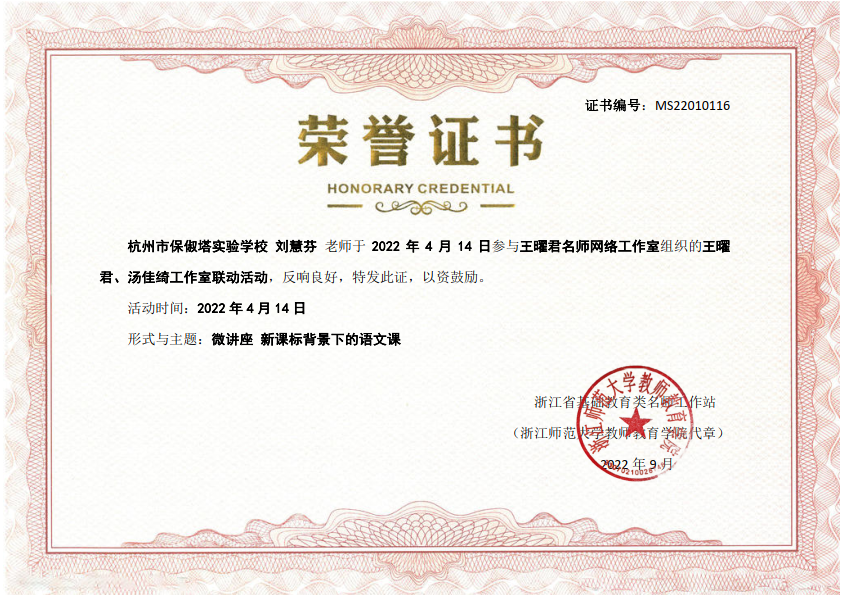 证书编号：MS22010116
荣誉证书
HONORARY CREDENTIAL
杭州市保俶塔实验学校 刘慧芬 老师于 2022 年 4 月 14 日参与王曜君名师网络工作室组织的王曜
君、汤佳绮工作室联动活动，反响良好，特发此证，以资鼓励。
活动时间：2022 年 4 月 14 日
形式与主题：微讲座 新课标背景下的语文课
浙江省基础教育类名师工作站
（浙江师范大学教师教育学院代章）
2022 年 9 月
浙江师范大学教师教育学院